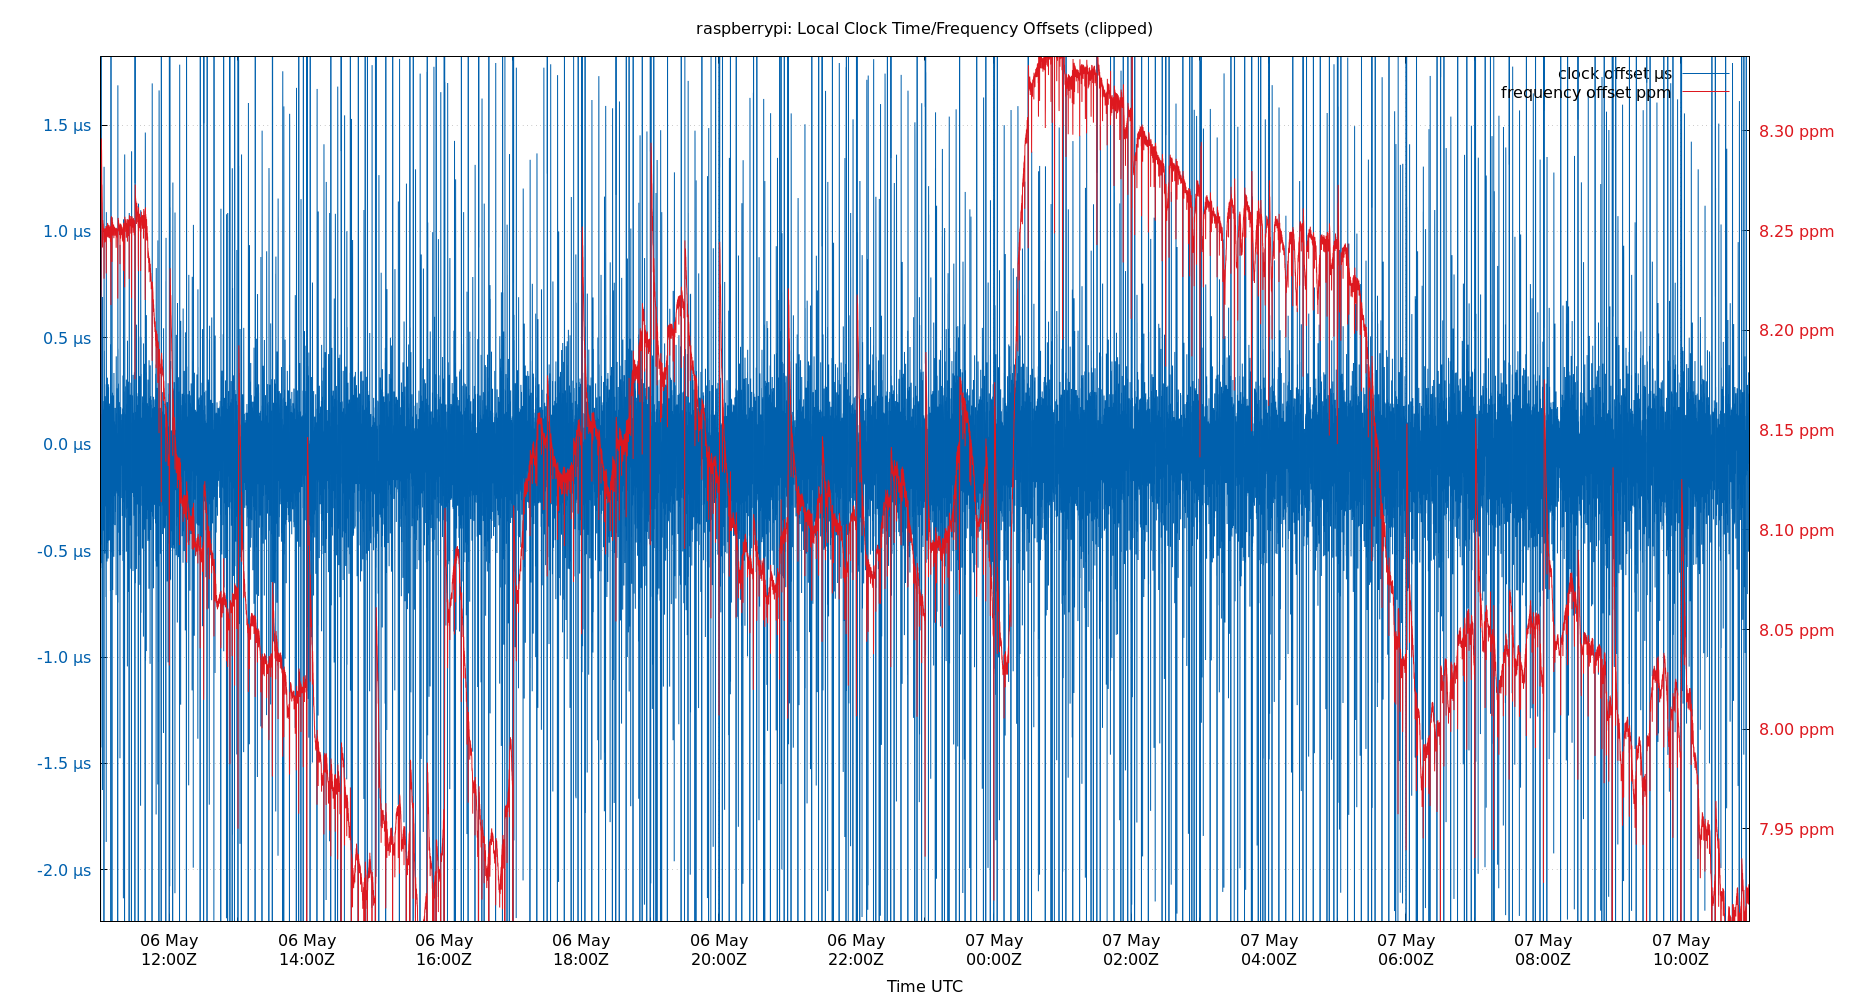 raspberrypi: Local Clock Time/Frequency Offsets (clipped)
clock offset µs
frequency offset ppm
1.5 µs
1.0 µs
0.5 µs
0.0 µs
-0.5 µs
-1.0 µs
-1.5 µs
-2.0 µs
8.30 ppm
8.25 ppm
8.20 ppm
8.15 ppm
8.10 ppm
8.05 ppm
8.00 ppm
7.95 ppm
06 May 06 May 06 May 06 May 06 May 06 May 07 May 07 May 07 May 07 May 07 May 07 May
12:00Z 14:00Z 16:00Z 18:00Z 20:00Z 22:00Z 00:00Z 02:00Z 04:00Z 06:00Z 08:00Z 10:00Z
Time UTC